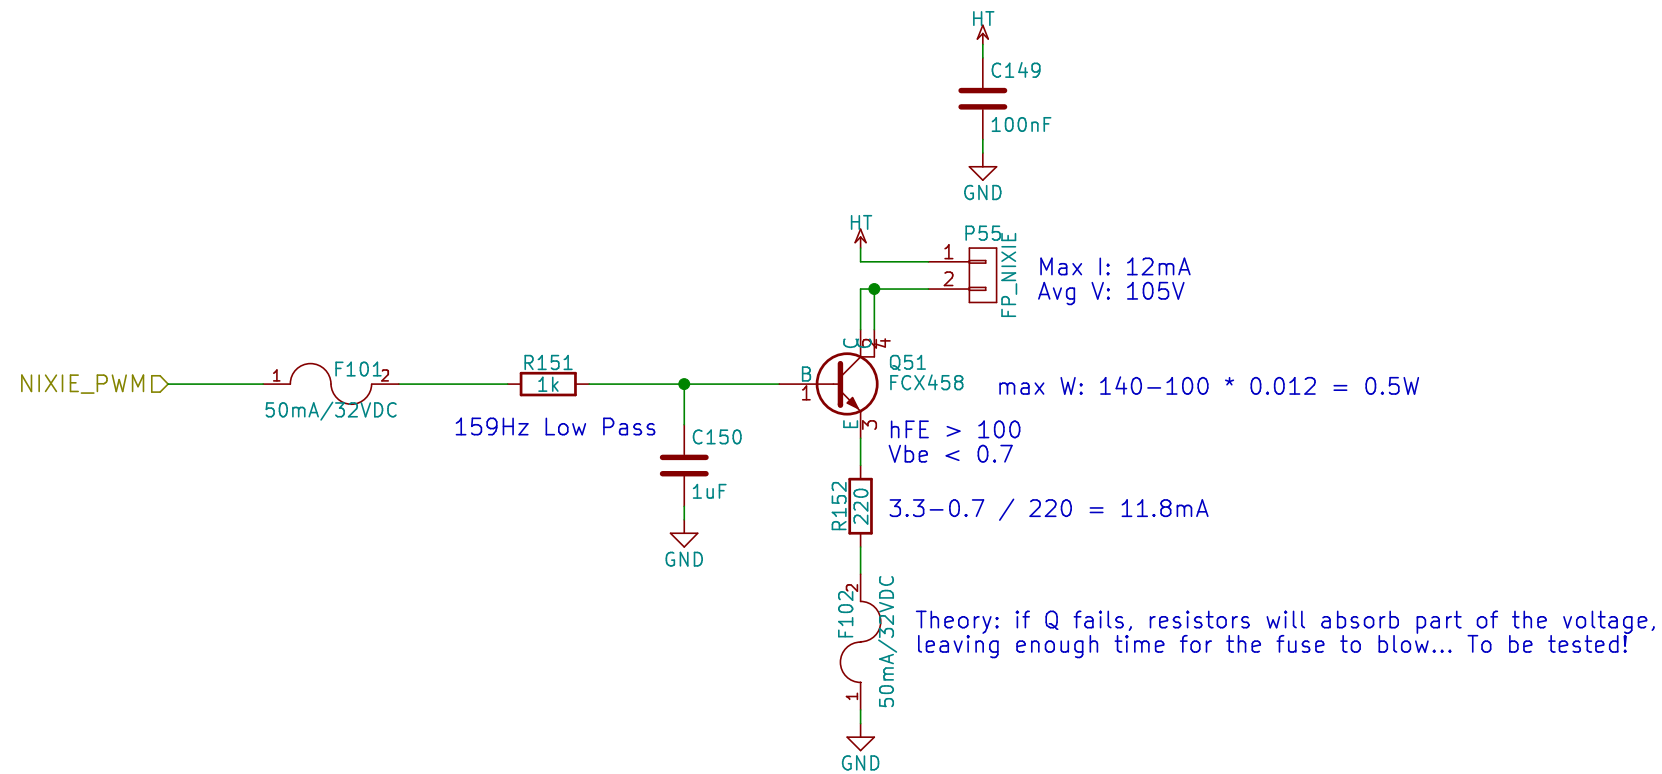 HT
C149
100nF
GND
HT
P55
1
2
FP_NIXIE
Max I: 12mA
Avg V: 105V
NIXIE_PWM
1
F101
2
50mA/32VDC
R151
1k
159Hz Low Pass
C150
1uF
GND
B
1
C
4
Q51
FCX458
max W: 140-100 * 0.012 = 0.5W
E
3
hFE > 100
Vbe < 0.7
R152
220
3.3-0.7 / 220 = 11.8mA
2
F102
50mA/32VDC
1
Theory: if Q fails, resistors will absorb part of the voltage,
leaving enough time for the fuse to blow... To be tested!
GND